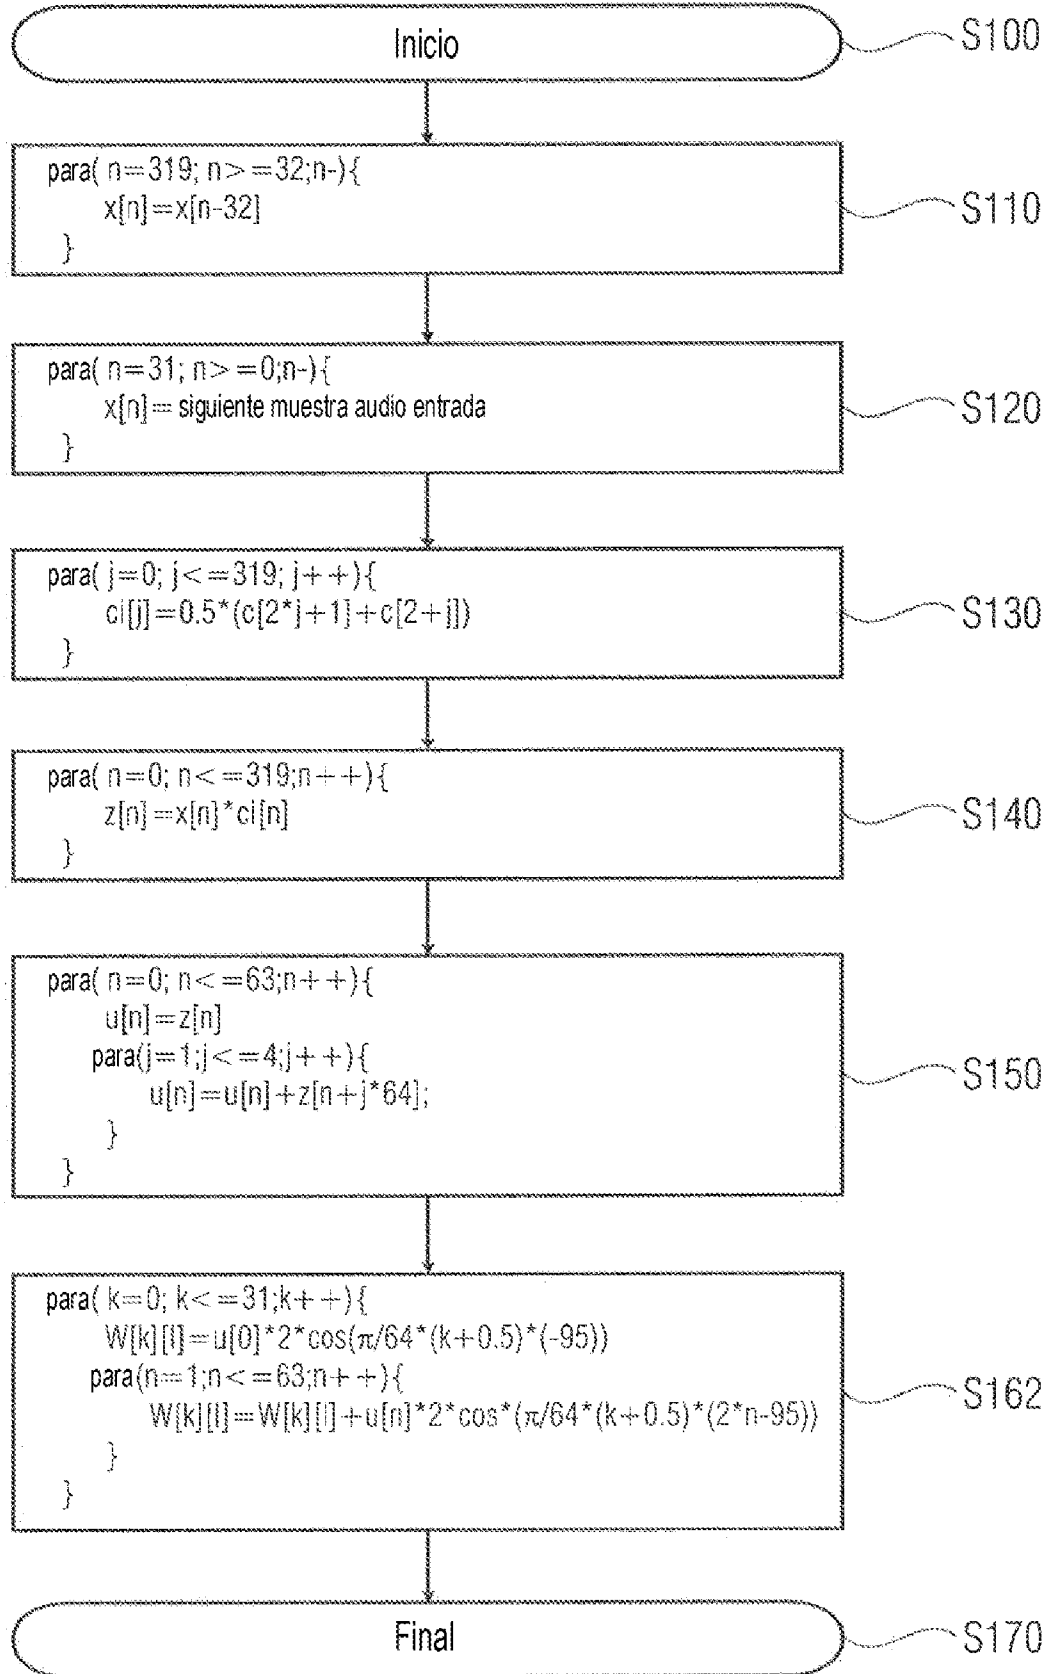 Inicio
S100
para( n=319; n>=32;n-){
x[n]=x[n-32]
}
S110
para( n=31; n>=0;n-){
x[n]= siguiente muestra audio entrada
}
S120
para( j=0; j<=319; j++){
ci[j]=0.5*(c[2*j+1]+c[2+j])
}
S130
para( n=0; n<=319;n++){
z[n]=x[n]*ci[n]
}
S140
para( n=0; n<=63;n++){
u[n]=z[n]
para(j=1;j<=4;j++){
u[n]=u[n]+z[n+j*64];
}
}
S150
para( k=0; k<=31;k++){
W[k][l]=u[0]*2*cos(π/64*(k+0.5)*(-95))
para(n=1;n<=63;n++){
W[k][l]=W[k][l]+u[n]*2*cos*(π/64*(k+0.5)*(2*n-95))
}
}
S162
Final
S170